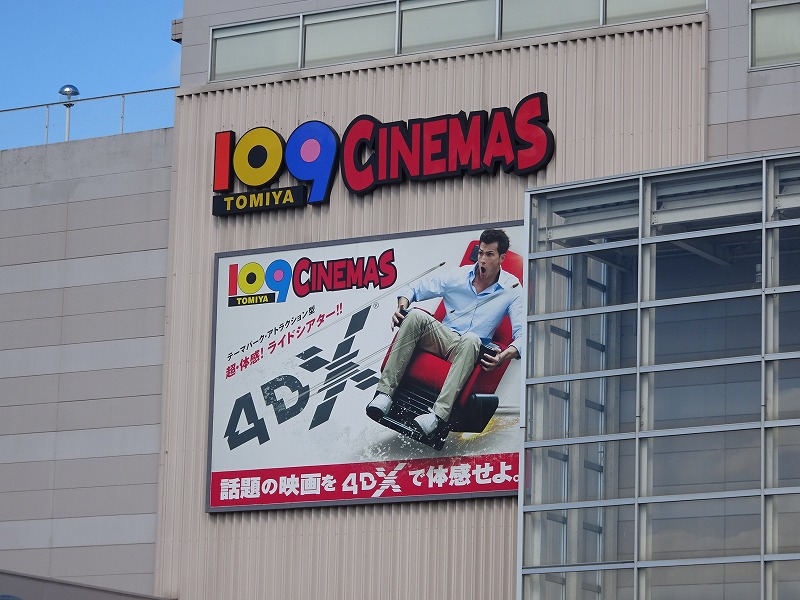 109 CINEMAS
TOMIYA
109 CINEMAS
TOMIYA
テーマパーク・アトラクション型
超・体感!ライドシアター!!
4DX®
話題の映画を4DXで体感せよ。